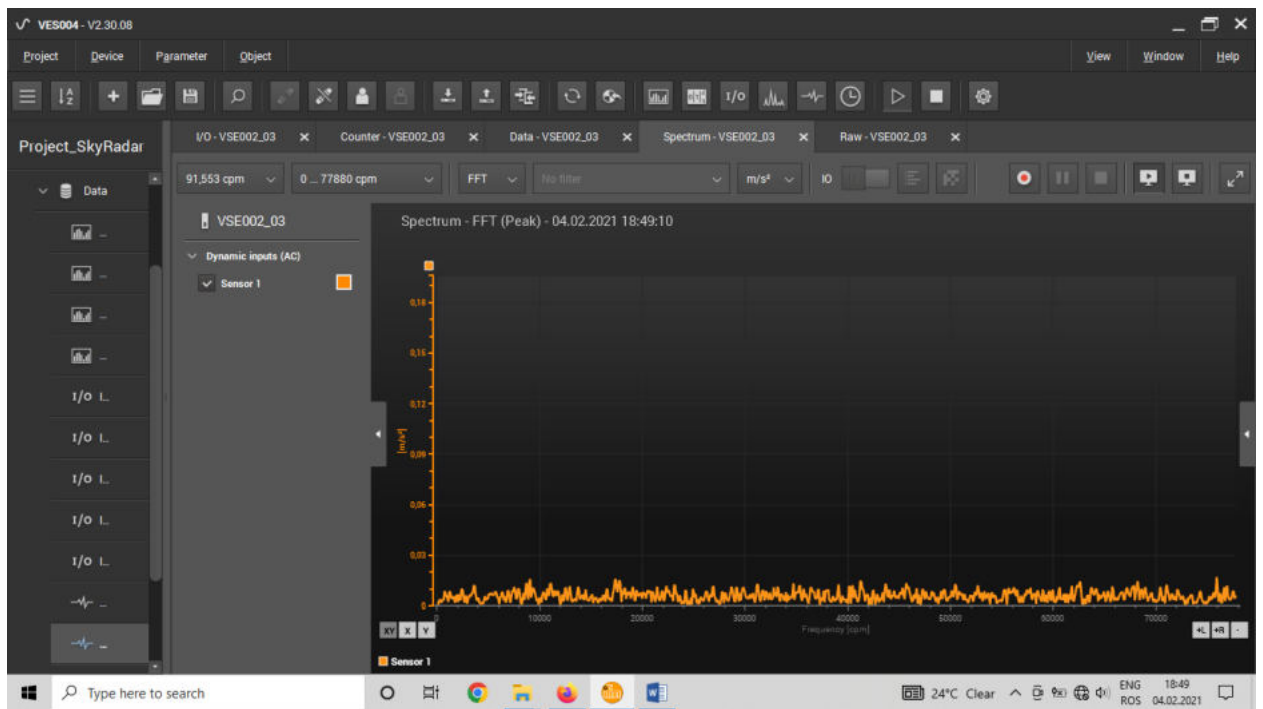 VES004 - V2.30.08
Project Device Parameter Object View Window Help
I/O
Project_SkyRadar
I/O - VSE002_03 Counter - VSE002_03 Data - VSE002_03 Spectrum - VSE002_03 Raw - VSE002_03
91,553 cpm 0 ... 77880 cpm FFT No filter m/s² IO
Data
VSE002_03
Dynamic inputs (AC)
Sensor 1
I/O I...
I/O I...
I/O I...
I/O I...
I/O I...
Spectrum - FFT (Peak) - 04.02.2021 18:49:10
0,18
0,15
0,12
[m/s²]
0,09
0,06
0,03
0
0 10000 20000 30000 40000 50000 60000 70000
Frequency [cpm]
XY X Y +L +R -
Sensor 1
Type here to search
24°C Clear
ENG 18:49
ROS 04.02.2021